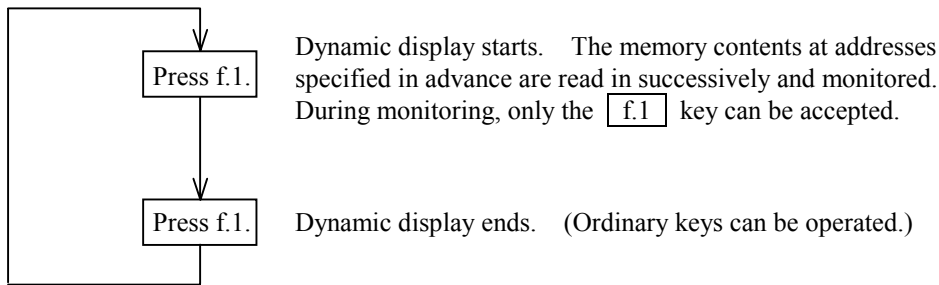 Press f.1.
Dynamic display starts. The memory contents at addresses
specified in advance are read in successively and monitored.
During monitoring, only the f.1 key can be accepted.
Press f.1.
Dynamic display ends. (Ordinary keys can be operated.)